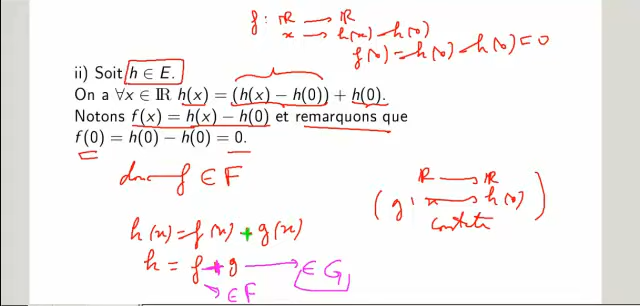 f : ℝ → ℝ
x → h(x) - h(0)
f(0) = h(0) - h(0) = 0
ii) Soit h ∈ E.
On a ∀x ∈ ℝ h(x) = (h(x) − h(0)) + h(0).
Notons f(x) = h(x) − h(0) et remarquons que
f(0) = h(0) − h(0) = 0.
donc f ∈ F
ℝ → ℝ
( g : x → h(0) )
constante
h(x) = f(x) + g(x)
h = f + g → ∈ G
→ ∈ F